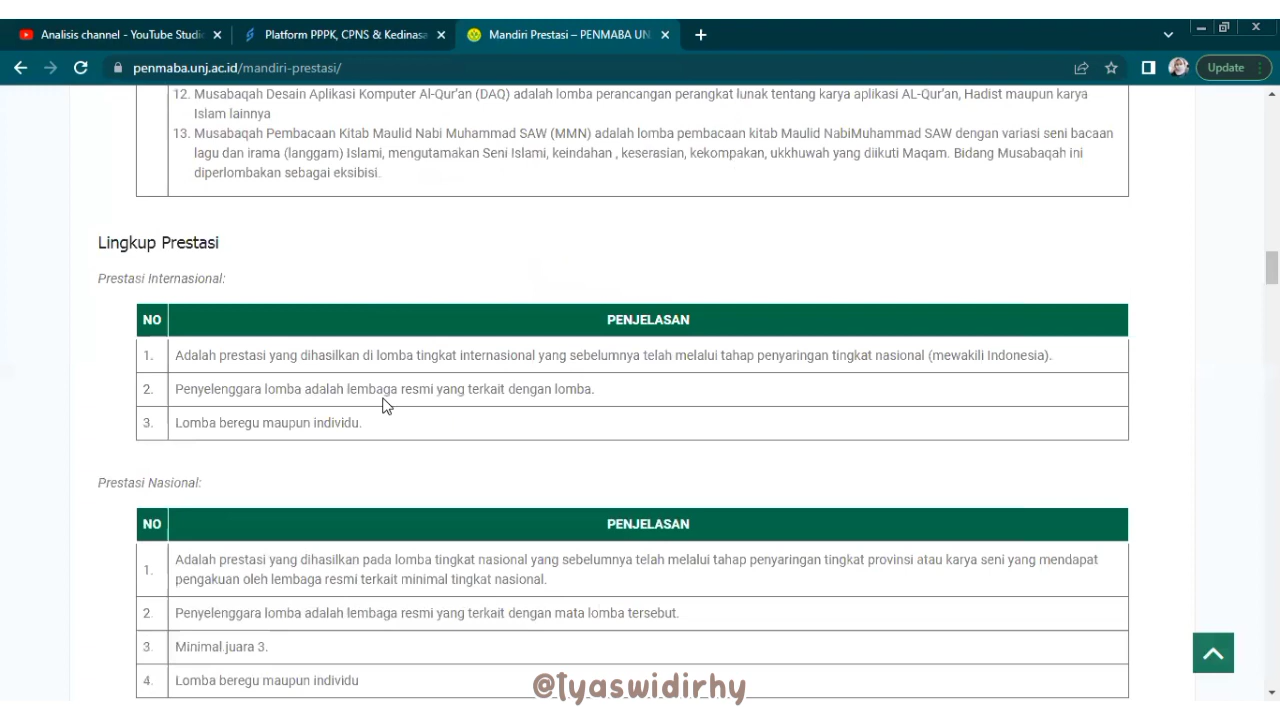 Analisis channel - YouTube Studi
Platform PPPK, CPNS & Kedinasa
Mandiri Prestasi – PENMABA UN
penmaba.unj.ac.id/mandiri-prestasi/
Update
12. Musabaqah Desain Aplikasi Komputer Al-Qur'an (DAQ) adalah lomba perancangan perangkat lunak tentang karya aplikasi AL-Qur'an, Hadist maupun karya
Islam lainnya
13. Musabaqah Pembacaan Kitab Maulid Nabi Muhammad SAW (MMN) adalah lomba pembacaan kitab Maulid NabiMuhammad SAW dengan variasi seni bacaan
lagu dan irama (langgam) Islami, mengutamakan Seni Islami, keindahan , keserasian, kekompakan, ukkhuwah yang diikuti Maqam. Bidang Musabaqah ini
diperlombakan sebagai eksibisi.
Lingkup Prestasi
Prestasi Internasional:
NO PENJELASAN
1. Adalah prestasi yang dihasilkan di lomba tingkat internasional yang sebelumnya telah melalui tahap penyaringan tingkat nasional (mewakili Indonesia).
2. Penyelenggara lomba adalah lembaga resmi yang terkait dengan lomba.
3. Lomba beregu maupun individu.
Prestasi Nasional:
NO PENJELASAN
1. Adalah prestasi yang dihasilkan pada lomba tingkat nasional yang sebelumnya telah melalui tahap penyaringan tingkat provinsi atau karya seni yang mendapat
pengakuan oleh lembaga resmi terkait minimal tingkat nasional.
2. Penyelenggara lomba adalah lembaga resmi yang terkait dengan mata lomba tersebut.
3. Minimal juara 3.
4. Lomba beregu maupun individu
@tyaswidirhy